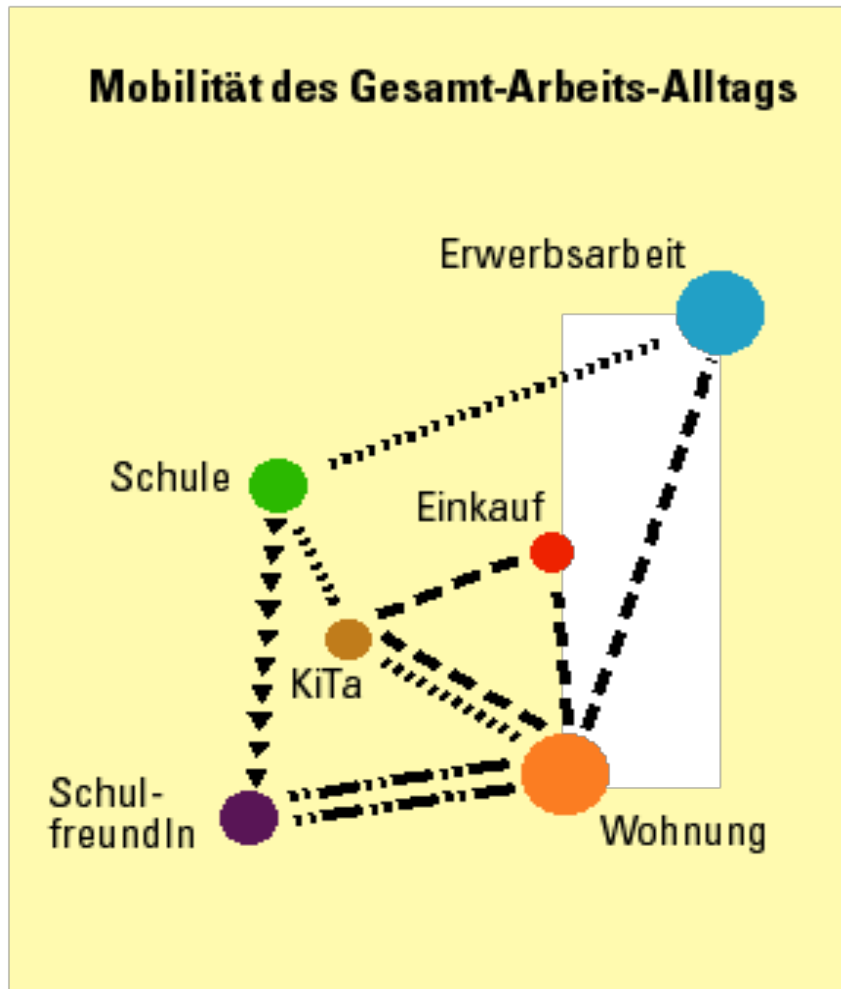 Mobilität des Gesamt-Arbeits-Alltags
Erwerbsarbeit
Schule
Einkauf
KiTa
Schul-
freundIn
Wohnung